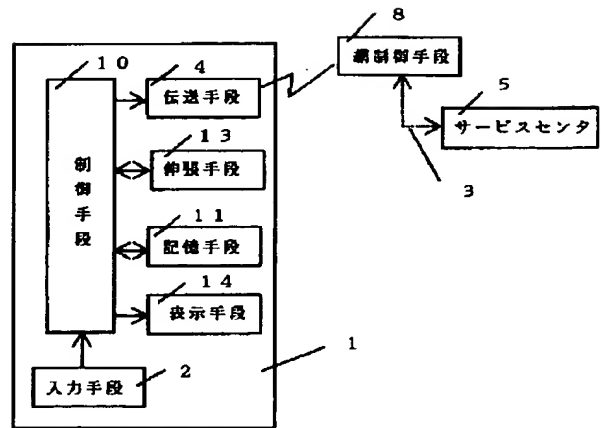 8
網制御手段
10
4
伝送手段
5
サービスセンタ
3
13
伸張手段
制御手段
11
記憶手段
14
表示手段
1
2
入力手段